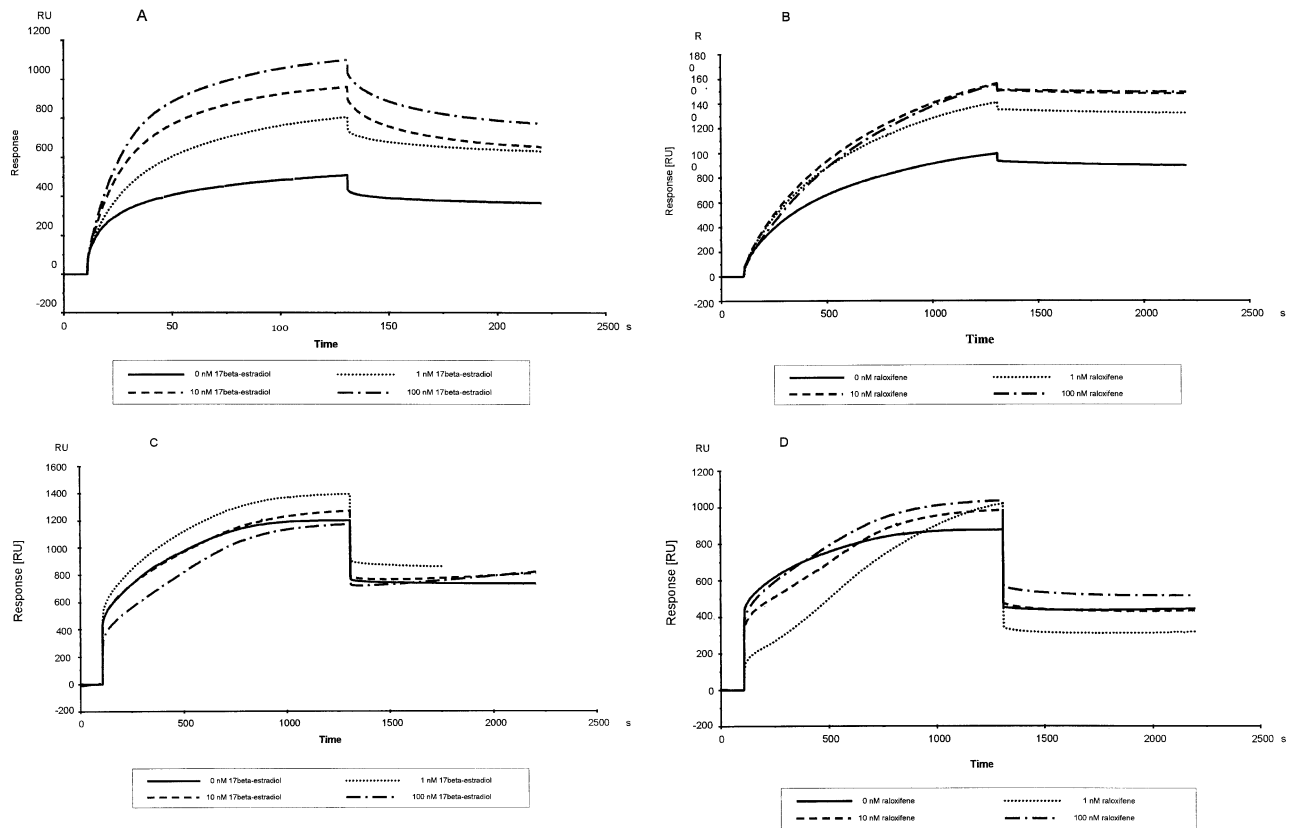 RU
A
1200
1000
800
600
400
200
0
-200
Response
0
50
100
150
200
2500
s
Time
0 nM 17beta-estradiol
1 nM 17beta-estradiol
10 nM 17beta-estradiol
100 nM 17beta-estradiol
B
R
180
0
160
0
140
0
120
100
0
800
600
400
200
0
-200
Response [RU]
0
500
1000
1500
2000
2500
s
Time
0 nM raloxifene
1 nM raloxifene
10 nM raloxifene
100 nM raloxifene
RU
C
1600
1400
1200
1000
800
600
400
200
0
-200
Response [RU]
0
500
1000
1500
2000
2500
s
Time
0 nM 17beta-estradiol
1 nM 17beta-estradiol
10 nM 17beta-estradiol
100 nM 17beta-estradiol
RU
D
1200
1000
800
600
400
200
0
-200
Response [RU]
0
500
1000
1500
2000
2500
s
Time
0 nM raloxifene
1 nM raloxifene
10 nM raloxifene
100 nM raloxifene